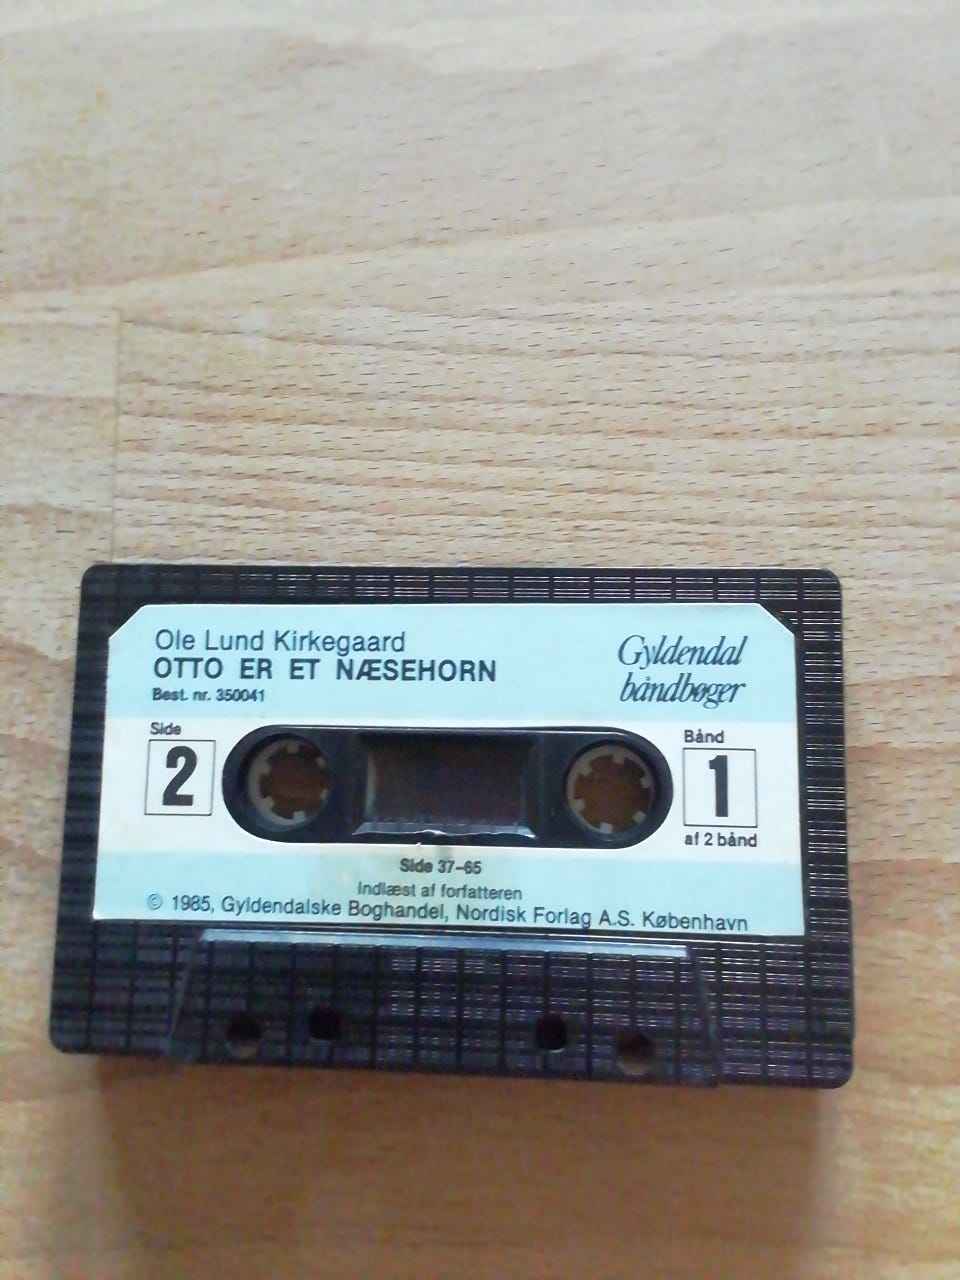 Ole Lund Kirkegaard
OTTO ER ET NÆSEHORN
Best. nr. 350041
Gyldendal
båndbøger
Side
2
Bånd
1
af 2 bånd
Side 37–65
Indlæst af forfatteren
© 1985, Gyldendalske Boghandel, Nordisk Forlag A.S. København